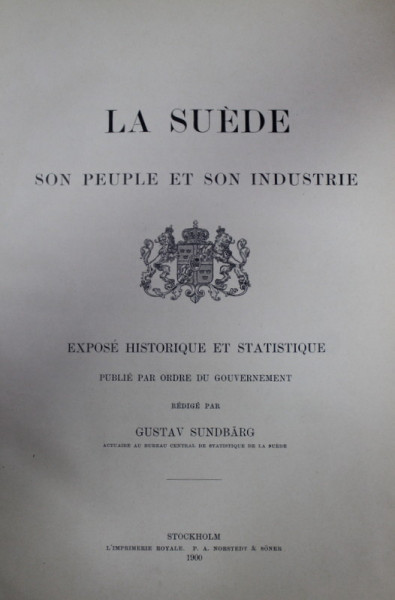 LA SUÈDE
SON PEUPLE ET SON INDUSTRIE
EXPOSÉ HISTORIQUE ET STATISTIQUE
PUBLIÉ PAR ORDRE DU GOUVERNEMENT
RÉDIGÉ PAR
GUSTAV SUNDBÄRG
ACTUAIRE AU BUREAU CENTRAL DE STATISTIQUE DE LA SUÈDE
STOCKHOLM
L'IMPRIMERIE ROYALE. P. A. NORSTEDT & SÖNER
1900